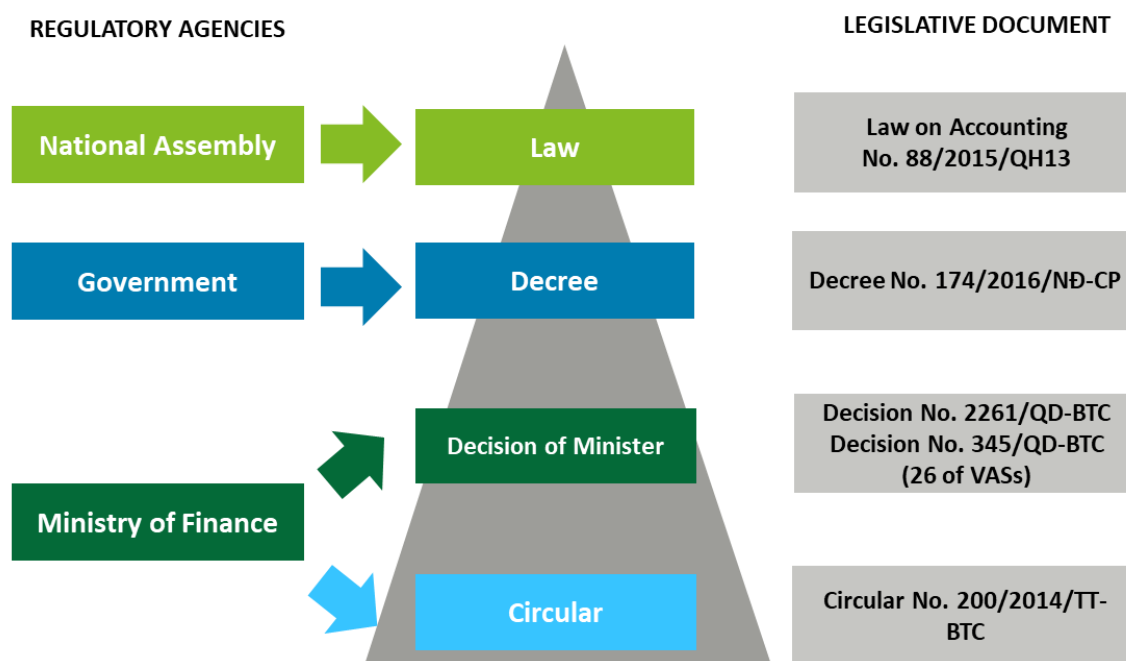 REGULATORY AGENCIES
LEGISLATIVE DOCUMENT
National Assembly
Law
Law on Accounting
No. 88/2015/QH13
Government
Decree
Decree No. 174/2016/NĐ-CP
Ministry of Finance
Decision of Minister
Decision No. 2261/QD-BTC
Decision No. 345/QD-BTC
(26 of VASs)
Circular
Circular No. 200/2014/TT-
BTC